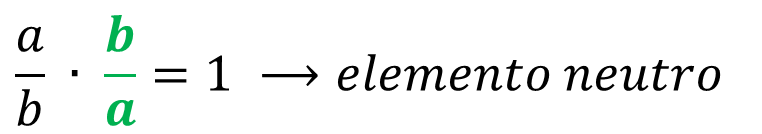 a/b · b/a = 1 ⟶ elemento neutro